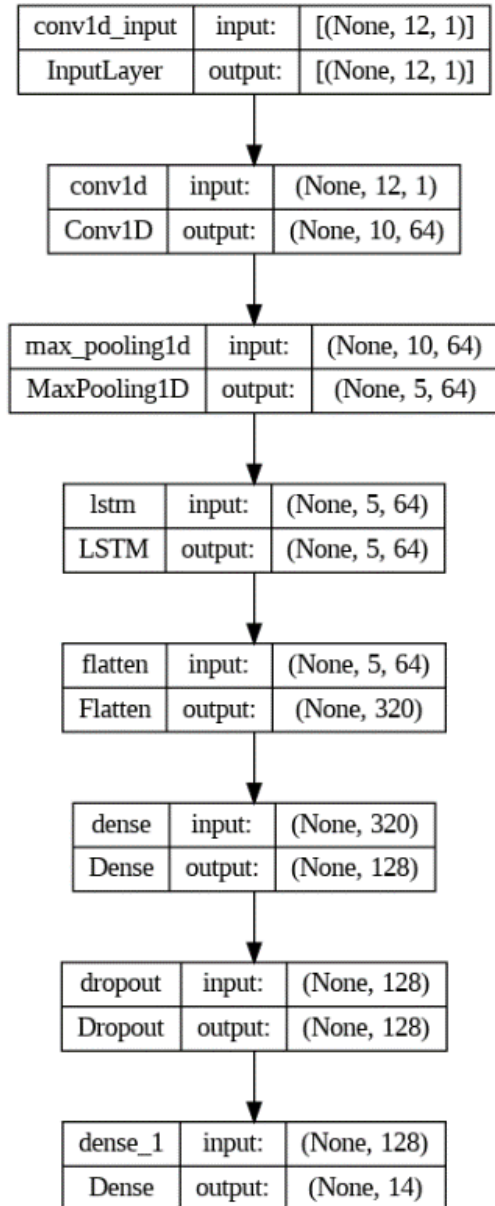 conv1d_input input: [(None, 12, 1)]
InputLayer output: [(None, 12, 1)]
conv1d input: (None, 12, 1)
Conv1D output: (None, 10, 64)
max_pooling1d input: (None, 10, 64)
MaxPooling1D output: (None, 5, 64)
lstm input: (None, 5, 64)
LSTM output: (None, 5, 64)
flatten input: (None, 5, 64)
Flatten output: (None, 320)
dense input: (None, 320)
Dense output: (None, 128)
dropout input: (None, 128)
Dropout output: (None, 128)
dense_1 input: (None, 128)
Dense output: (None, 14)